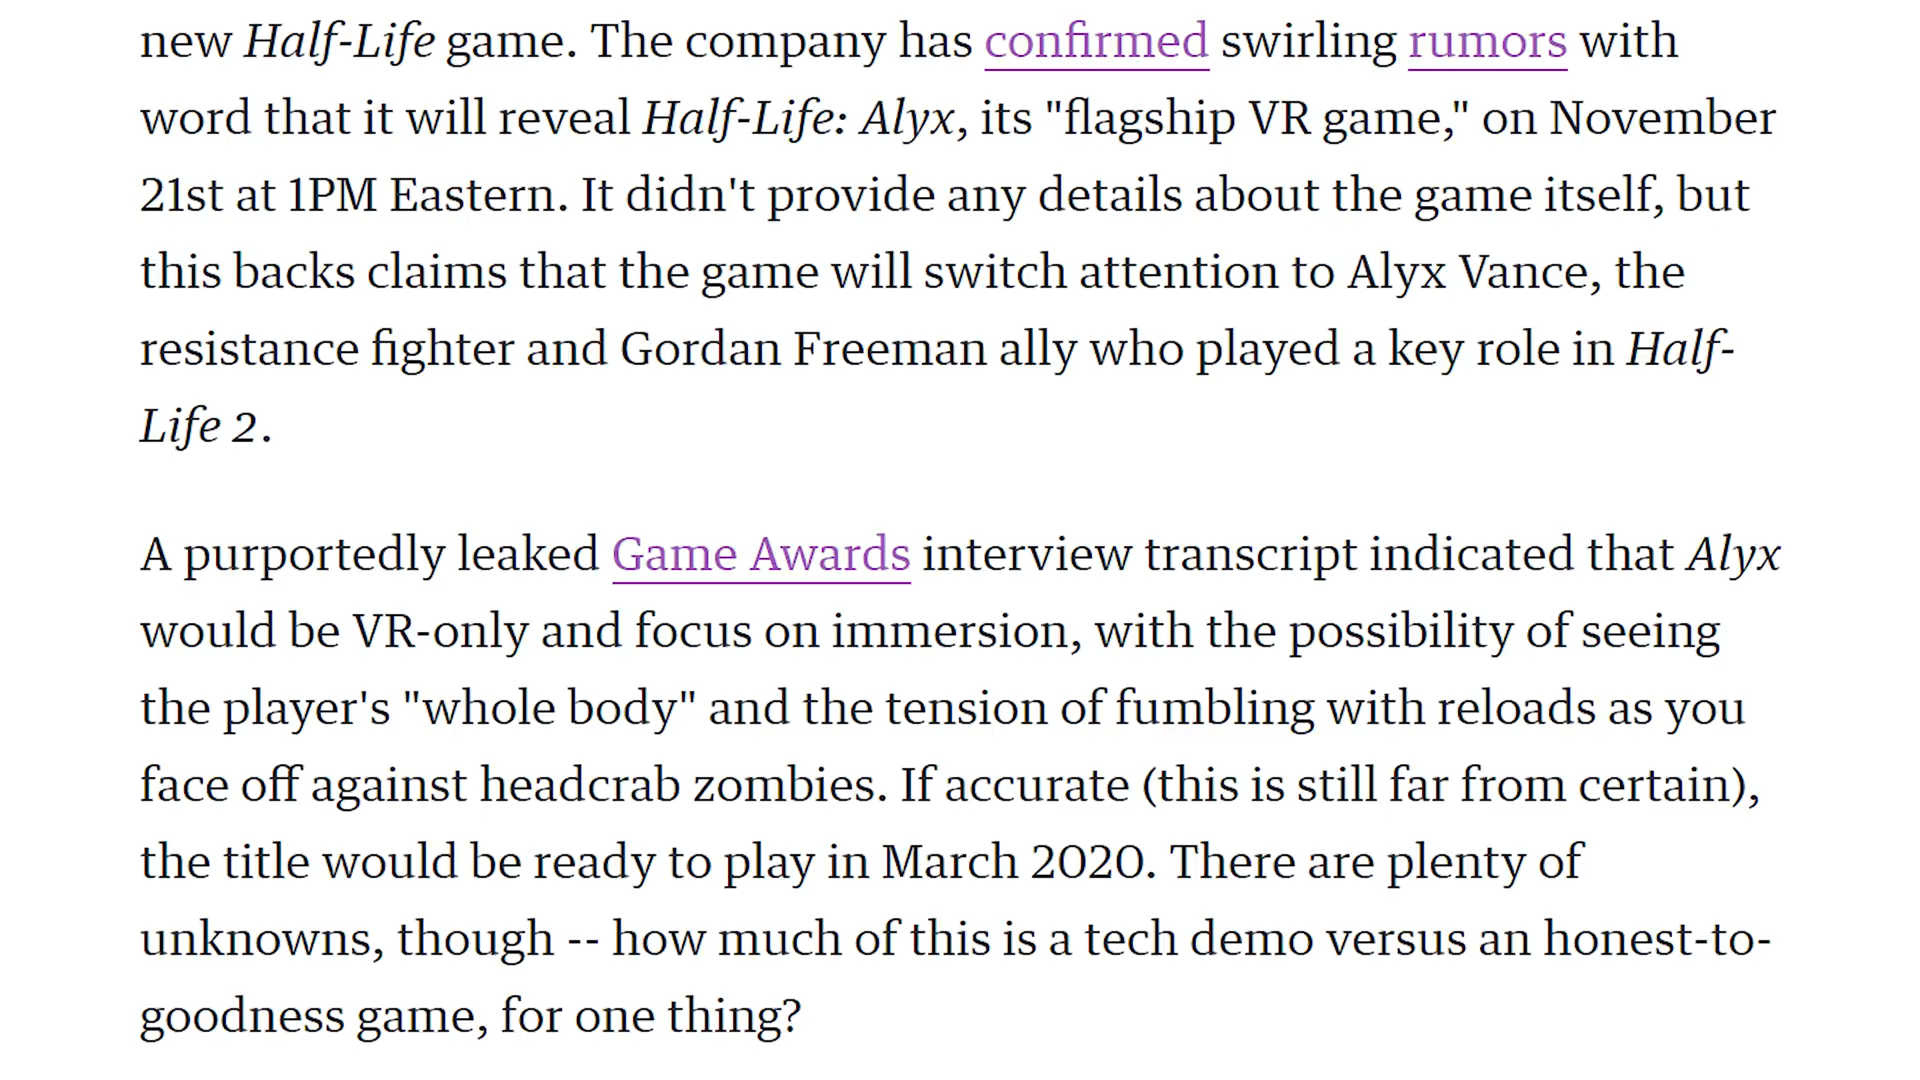 new Half-Life game. The company has confirmed swirling rumors with
word that it will reveal Half-Life: Alyx, its "flagship VR game," on November
21st at 1PM Eastern. It didn't provide any details about the game itself, but
this backs claims that the game will switch attention to Alyx Vance, the
resistance fighter and Gordan Freeman ally who played a key role in Half-
Life 2.
A purportedly leaked Game Awards interview transcript indicated that Alyx
would be VR-only and focus on immersion, with the possibility of seeing
the player's "whole body" and the tension of fumbling with reloads as you
face off against headcrab zombies. If accurate (this is still far from certain),
the title would be ready to play in March 2020. There are plenty of
unknowns, though -- how much of this is a tech demo versus an honest-to-
goodness game, for one thing?